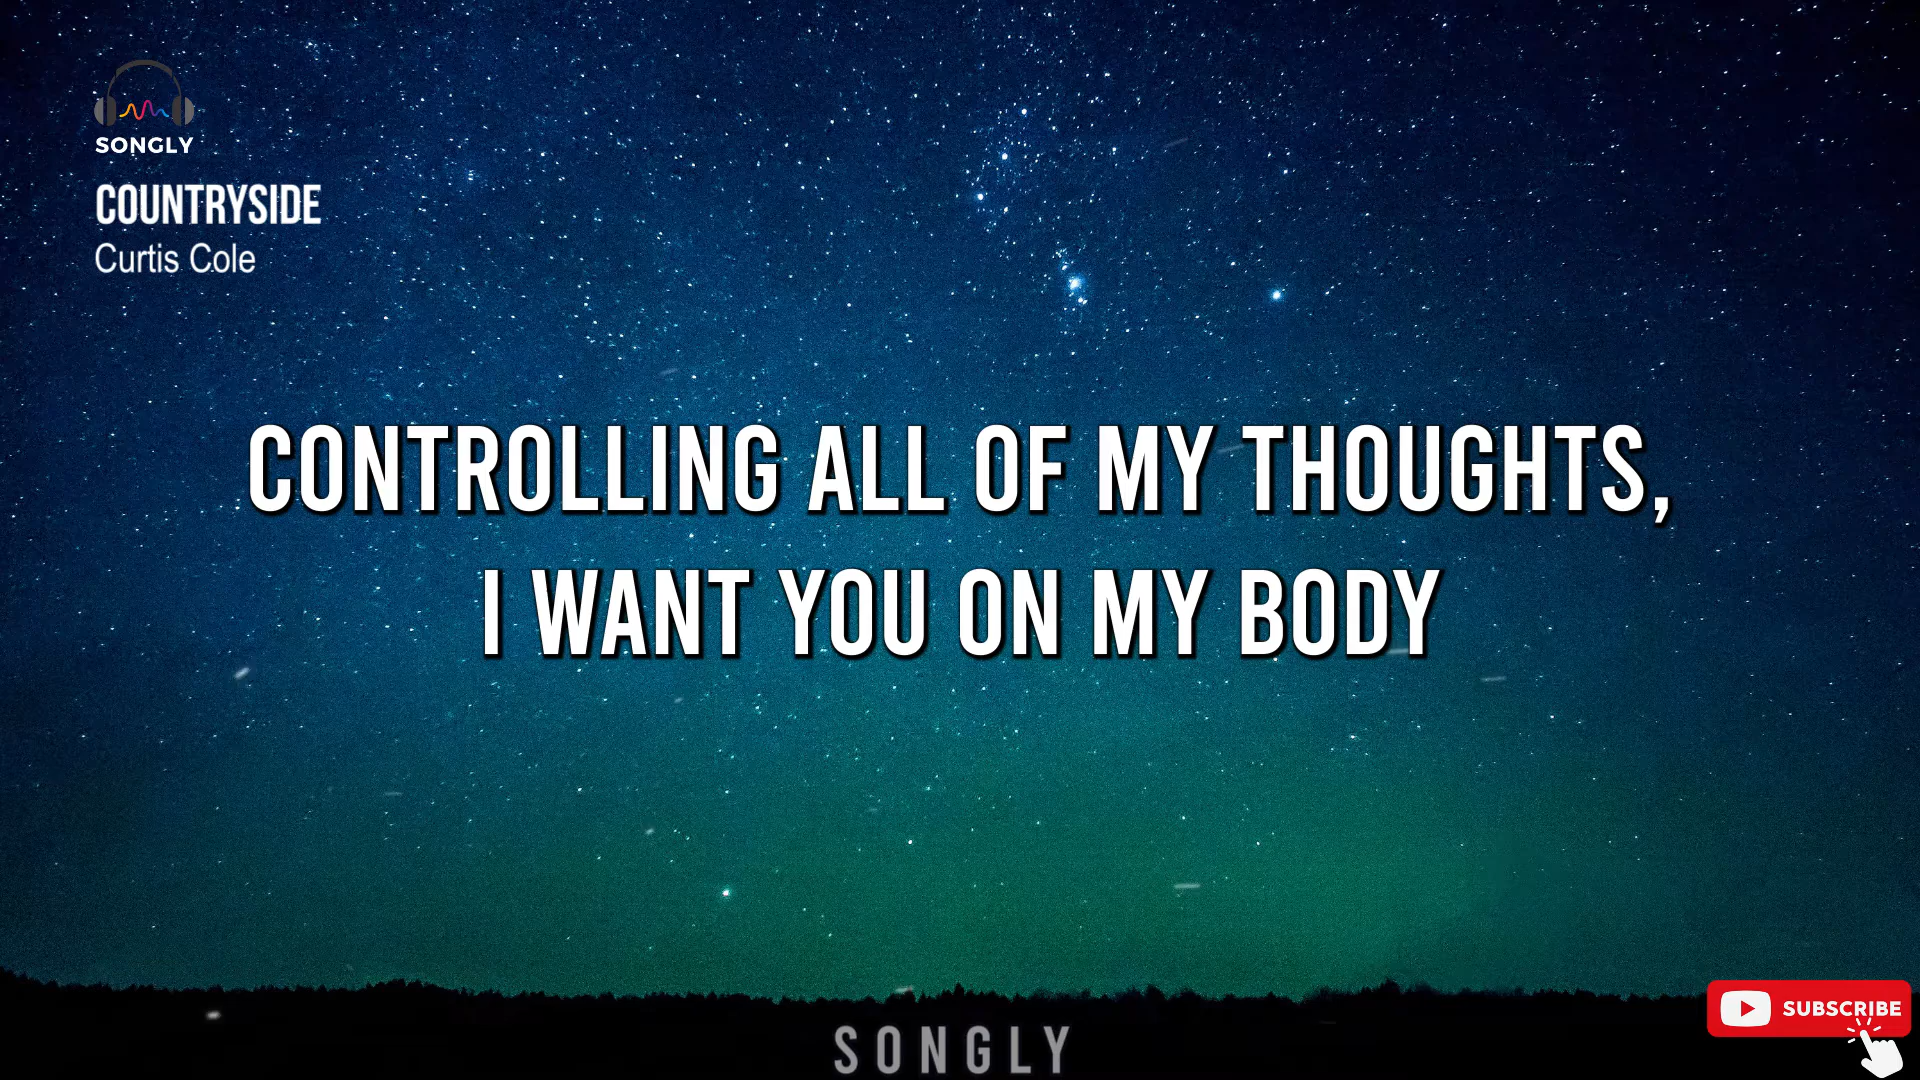 SONGLY
COUNTRYSIDE
Curtis Cole
CONTROLLING ALL OF MY THOUGHTS,
I WANT YOU ON MY BODY
SONGLY
SUBSCRIBE